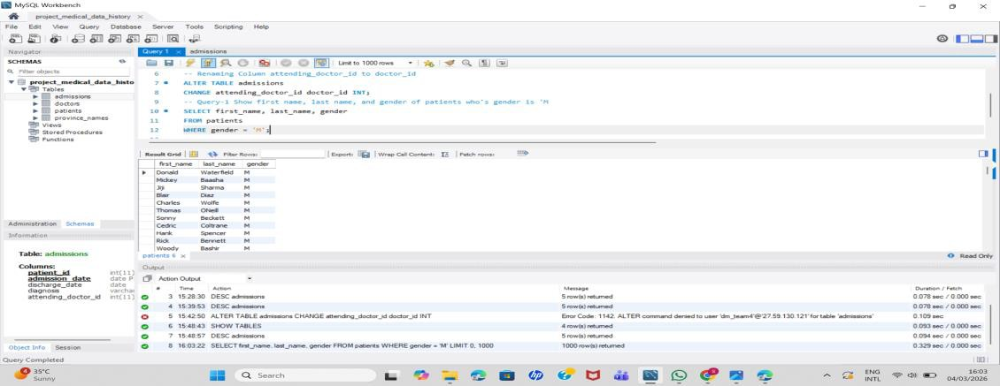 MySQL Workbench
project_medical_data_history ×
File Edit View Query Database Server Tools Scripting Help
Navigator
SCHEMAS
Filter objects
project_medical_data_histo
Tables
admissions
doctors
patients
province_names
Views
Stored Procedures
Functions
Administration Schemas
Information
Table: admissions
Columns:
patient_id int(11)
admission_date date P
discharge_date date
diagnosis varchar
attending_doctor_id int(11)
Object Info Session
Query Completed
Query 1 × admissions
Limit to 1000 rows
6 -- Renaming Column attending_doctor_id to doctor_id
7 ALTER TABLE admissions
8 CHANGE attending_doctor_id doctor_id INT;
9 -- Query-1 Show first name, last name, and gender of patients who's gender is 'M
10 SELECT first_name, last_name, gender
11 FROM patients
12 WHERE gender = 'M';
Result Grid Filter Rows: Export: Wrap Cell Content: Fetch rows:
first_name last_name gender
Donald Waterfield M
Mickey Baasha M
Jiji Sharma M
Blair Diaz M
Charles Wolfe M
Thomas ONeill M
Sonny Beckett M
Cedric Coltrane M
Hank Spencer M
Rick Bennett M
Woody Bashir M
patients 6 × Read Only
Output
Action Output
# Time Action Message Duration / Fetch
3 15:28:30 DESC admissions 5 row(s) returned 0.078 sec / 0.000 sec
4 15:39:53 DESC admissions 5 row(s) returned 0.078 sec / 0.000 sec
5 15:42:50 ALTER TABLE admissions CHANGE attending_doctor_id doctor_id INT Error Code: 1142. ALTER command denied to user 'dm_team4'@'27.59.130.121' for table 'admissions' 0.109 sec
6 15:48:43 SHOW TABLES 4 row(s) returned 0.093 sec / 0.000 sec
7 15:48:57 DESC admissions 5 row(s) returned 0.094 sec / 0.000 sec
8 16:03:22 SELECT first_name, last_name, gender FROM patients WHERE gender = 'M' LIMIT 0, 1000 1000 row(s) returned 0.329 sec / 0.000 sec
35°C
Sunny
Search
ENG
INTL
16:03
04/03/2026